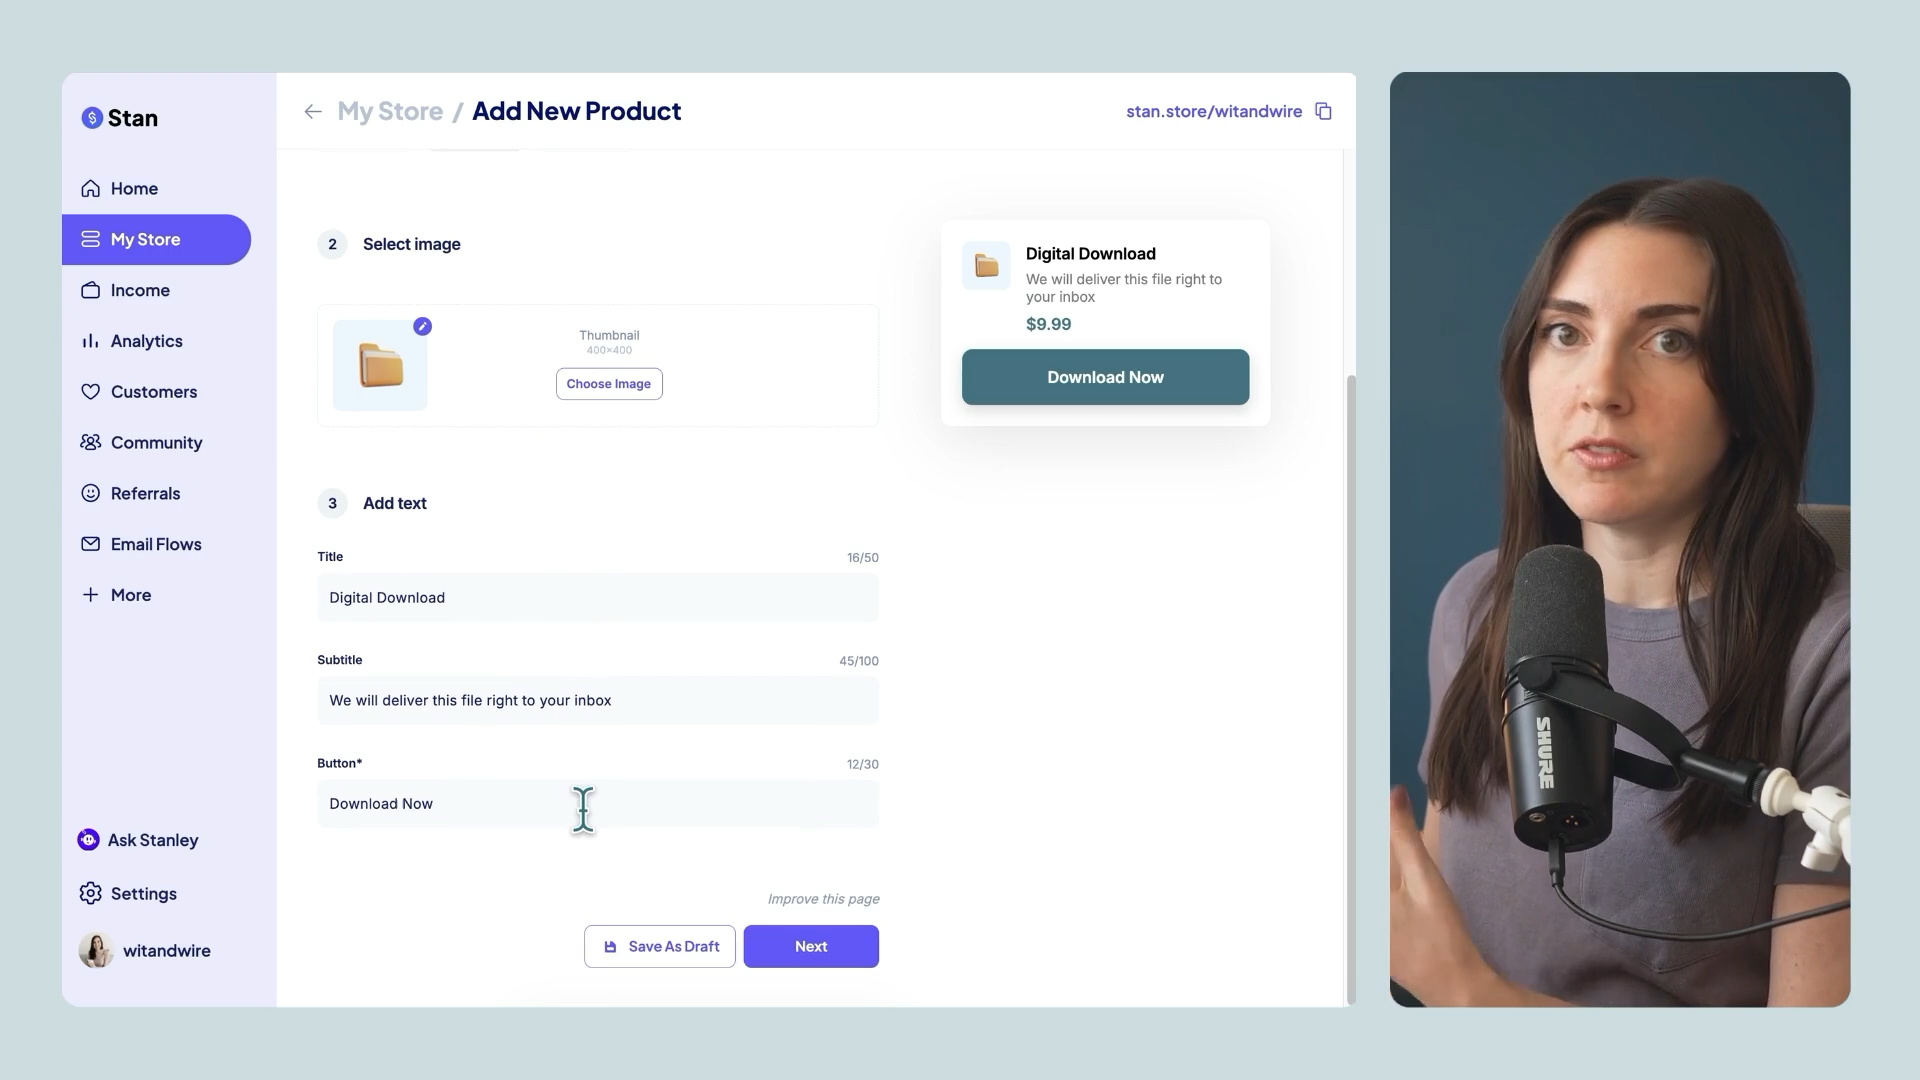 Stan
Home
My Store
Income
Analytics
Customers
Community
Referrals
Email Flows
More
Ask Stanley
Settings
witandwire
My Store / Add New Product
stan.store/witandwire
2 Select image
Thumbnail
400×400
Choose Image
3 Add text
Title 16/50
Digital Download
Subtitle 45/100
We will deliver this file right to your inbox
Button* 12/30
Download Now
Improve this page
Save As Draft
Next
Digital Download
We will deliver this file right to
your inbox
$9.99
Download Now
SHURE